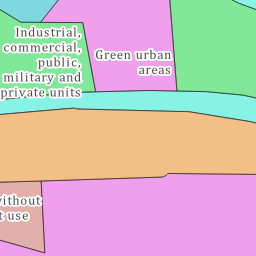 Industrial,
commercial,
public,
military and
private units
Green urban
areas
without
t use